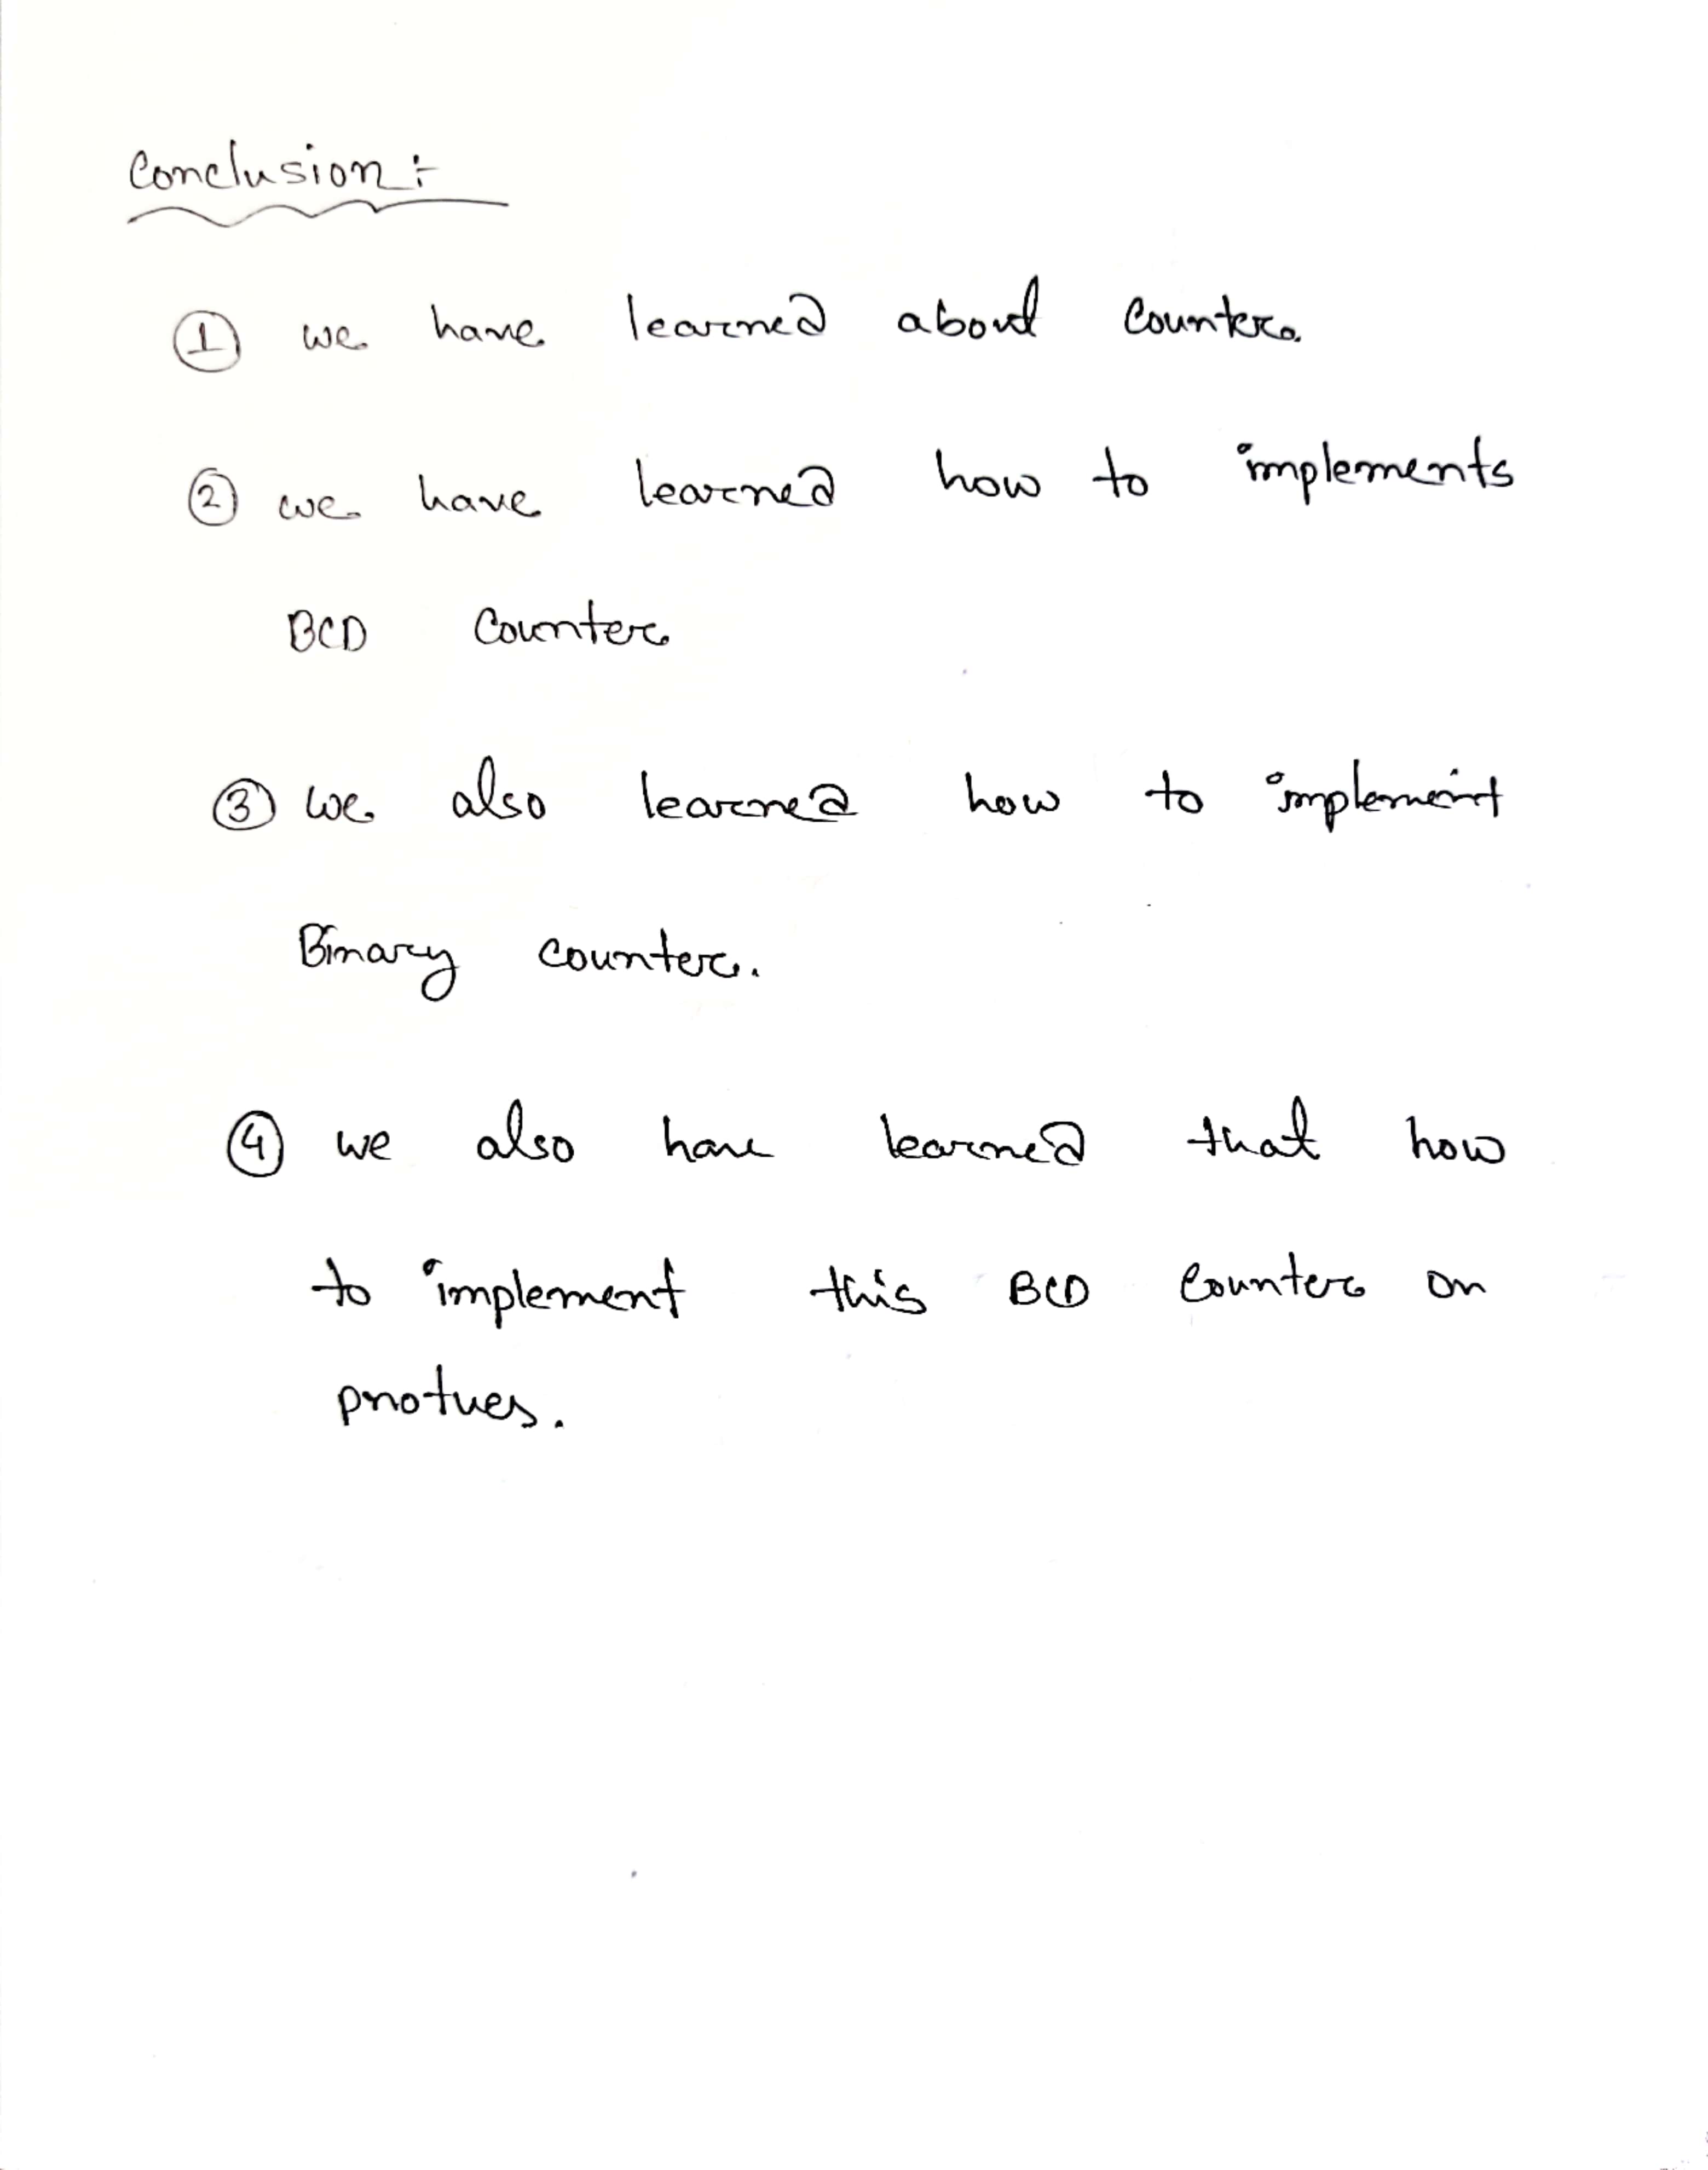 Conclusion :-
① we have learned about counter.
② we have learned how to implements
BCD Counter
③ we also learned how to implement
Binary counter.
④ we also have learned that how
to implement this BCD Counter on
protues.